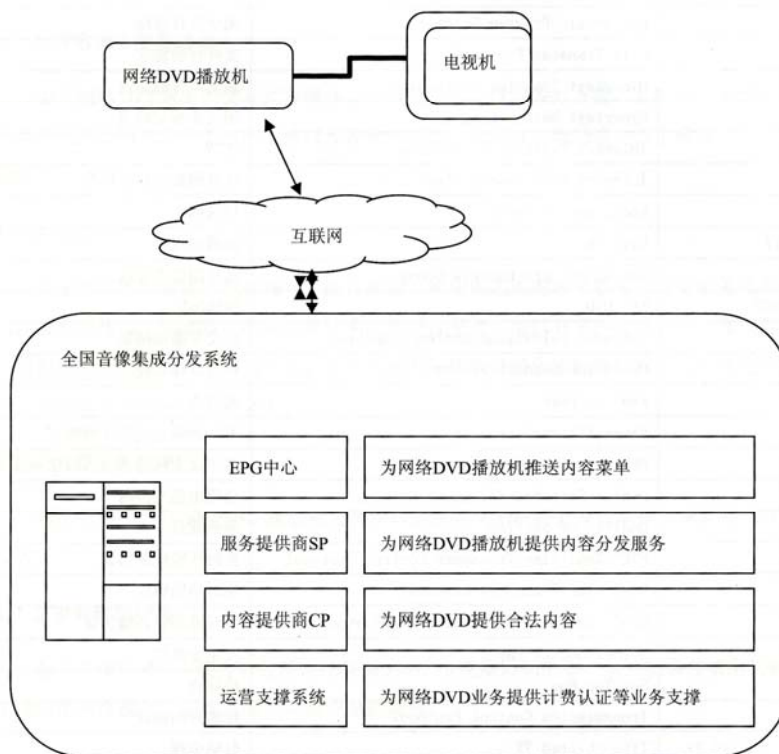 网络DVD播放机
电视机
互联网
全国音像集成分发系统
EPG中心
为网络DVD播放机推送内容菜单
服务提供商SP
为网络DVD播放机提供内容分发服务
内容提供商CP
为网络DVD提供合法内容
运营支撑系统
为网络DVD业务提供计费认证等业务支撑